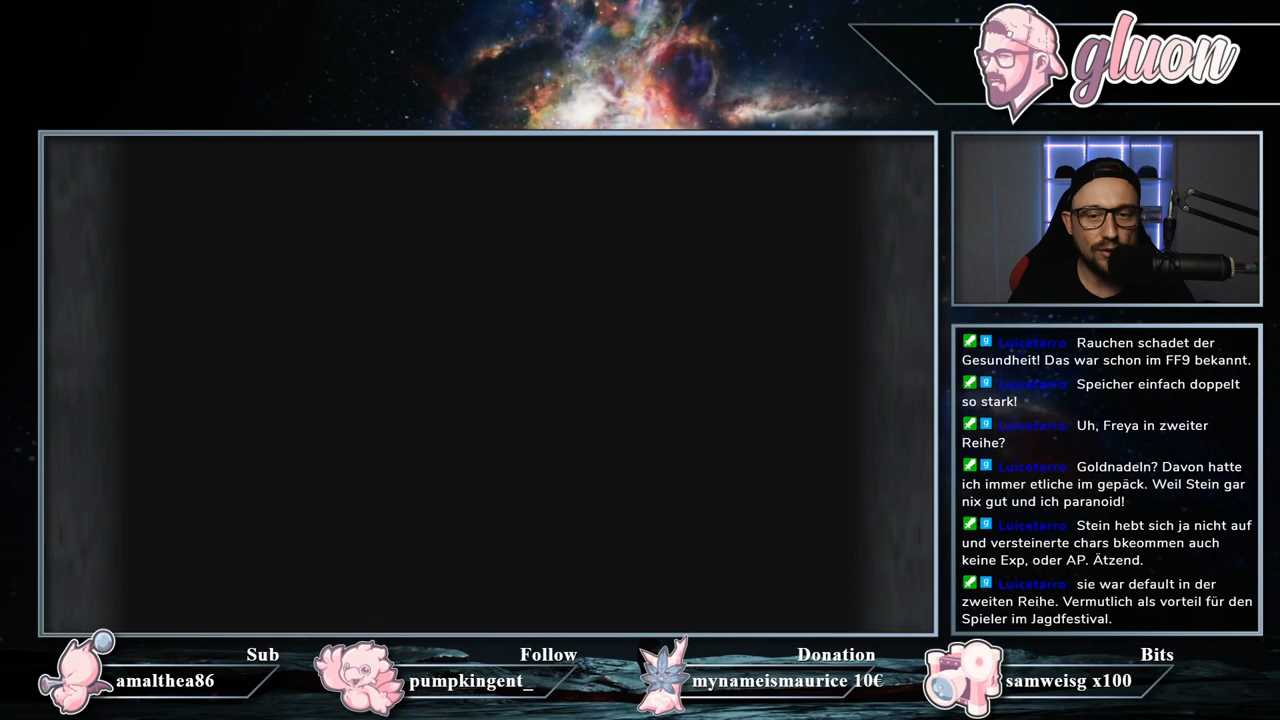 gluon
Luicetarro: Rauchen schadet der
Gesundheit! Das war schon im FF9 bekannt.
Luicetarro: Speicher einfach doppelt
so stark!
Luicetarro: Uh, Freya in zweiter
Reihe?
Luicetarro: Goldnadeln? Davon hatte
ich immer etliche im gepäck. Weil Stein gar
nix gut und ich paranoid!
Luicetarro: Stein hebt sich ja nicht auf
und versteinerte chars bkeommen auch
keine Exp, oder AP. Ätzend.
Luicetarro: sie war default in der
zweiten Reihe. Vermutlich als vorteil für den
Spieler im Jagdfestival.
Sub
amalthea86
Follow
pumpkingent_
Donation
mynameismaurice 10€
Bits
samweisg x100